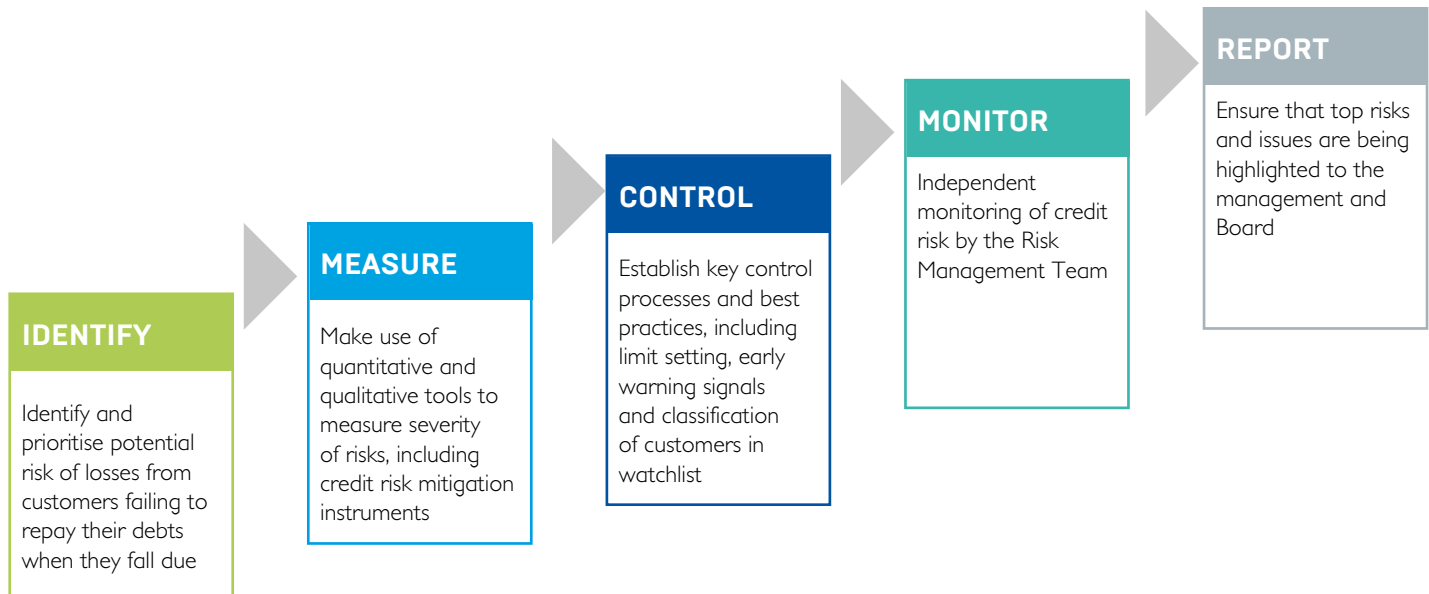 IDENTIFY
Identify and
prioritise potential
risk of losses from
customers failing to
repay their debts
when they fall due
MEASURE
Make use of
quantitative and
qualitative tools to
measure severity
of risks, including
credit risk mitigation
instruments
CONTROL
Establish key control
processes and best
practices, including
limit setting, early
warning signals
and classification
of customers in
watchlist
MONITOR
Independent
monitoring of credit
risk by the Risk
Management Team
REPORT
Ensure that top risks
and issues are being
highlighted to the
management and
Board